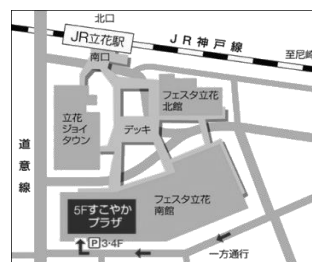 北口
JR立花駅
JR神戸線
南口
至尼崎
フェスタ立花
北館
立花
ジョイ
タウン
デッキ
道意線
フェスタ立花
南館
5Fすこやか
プラザ
P3・4F
一方通行